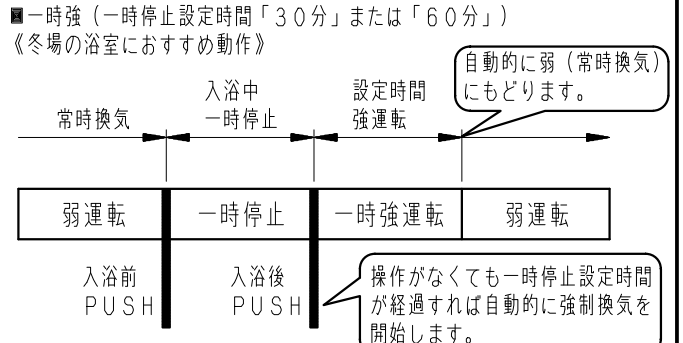 ■一時強（一時停止設定時間「３０分」または「６０分」）
《冬場の浴室におすすめ動作》
自動的に弱（常時換気）
にもどります。
常時換気
入浴中
一時停止
設定時間
強運転
弱運転
一時停止
一時強運転
弱運転
入浴前
ＰＵＳＨ
入浴後
ＰＵＳＨ
操作がなくても一時停止設定時間
が経過すれば自動的に強制換気を
開始します。